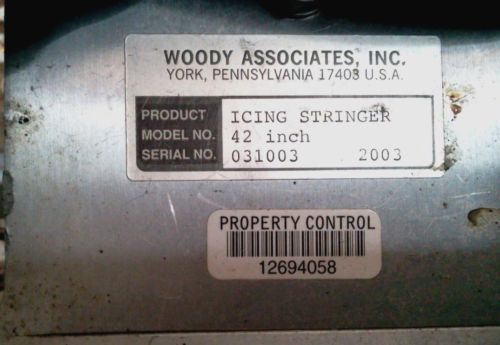 WOODY ASSOCIATES, INC.
YORK, PENNSYLVANIA 17403 U.S.A.
PRODUCT ICING STRINGER
MODEL NO. 42 inch
SERIAL NO. 031003 2003
PROPERTY CONTROL
12694058